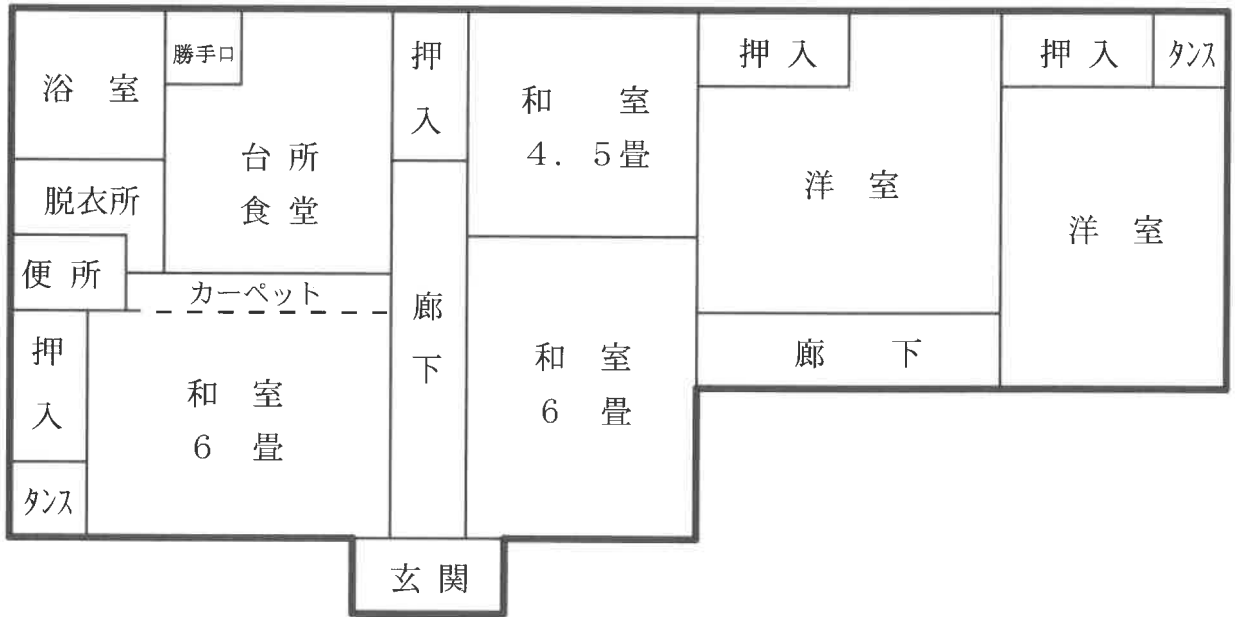 浴室
勝手口
台所
食堂
脱衣所
便所
カーペット
押入
和室
6畳
タンス
押入
廊下
玄関
和室
4.5畳
和室
6畳
押入
洋室
廊下
押入
タンス
洋室